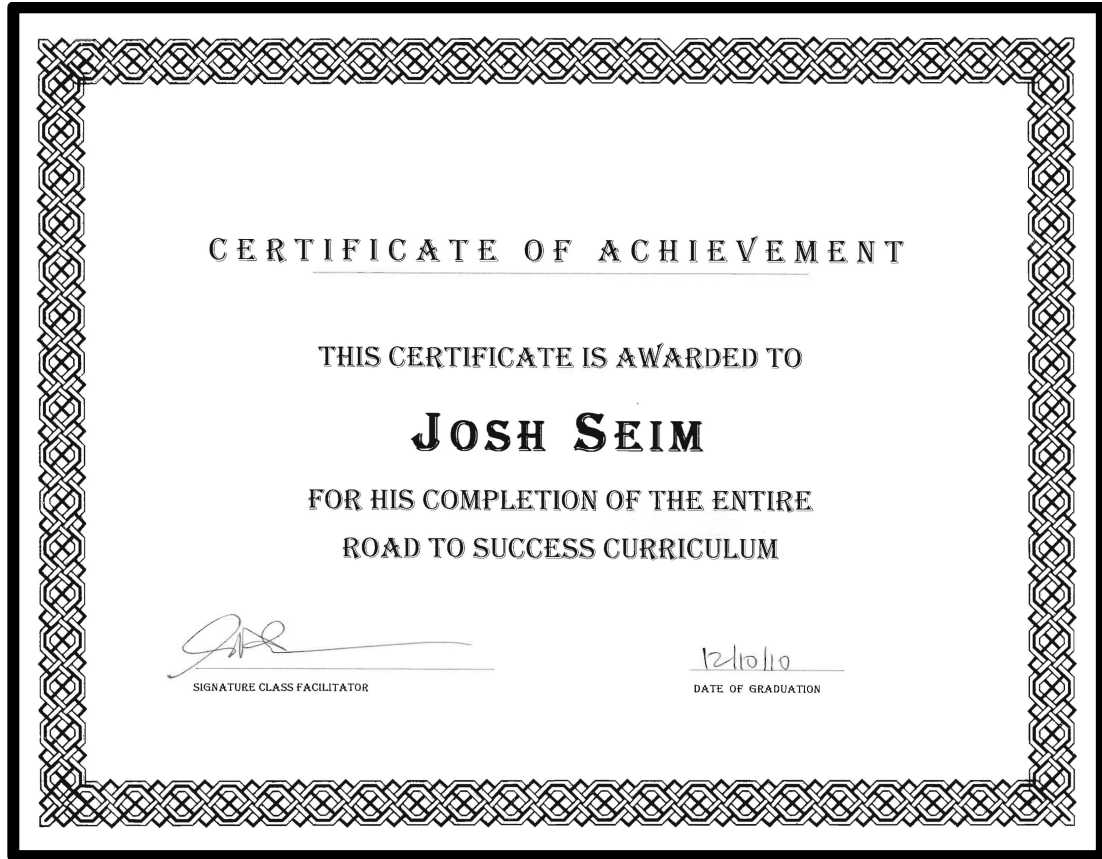 CERTIFICATE OF ACHIEVEMENT
THIS CERTIFICATE IS AWARDED TO
JOSH SEIM
FOR HIS COMPLETION OF THE ENTIRE
ROAD TO SUCCESS CURRICULUM
12/10/10
SIGNATURE CLASS FACILITATOR
DATE OF GRADUATION